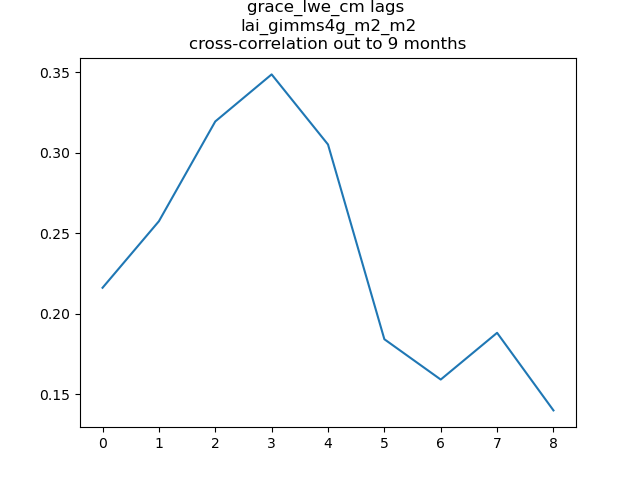 grace_lwe_cm lags
lai_gimms4g_m2_m2
cross-correlation out to 9 months
0.35
0.30
0.25
0.20
0.15
0 1 2 3 4 5 6 7 8